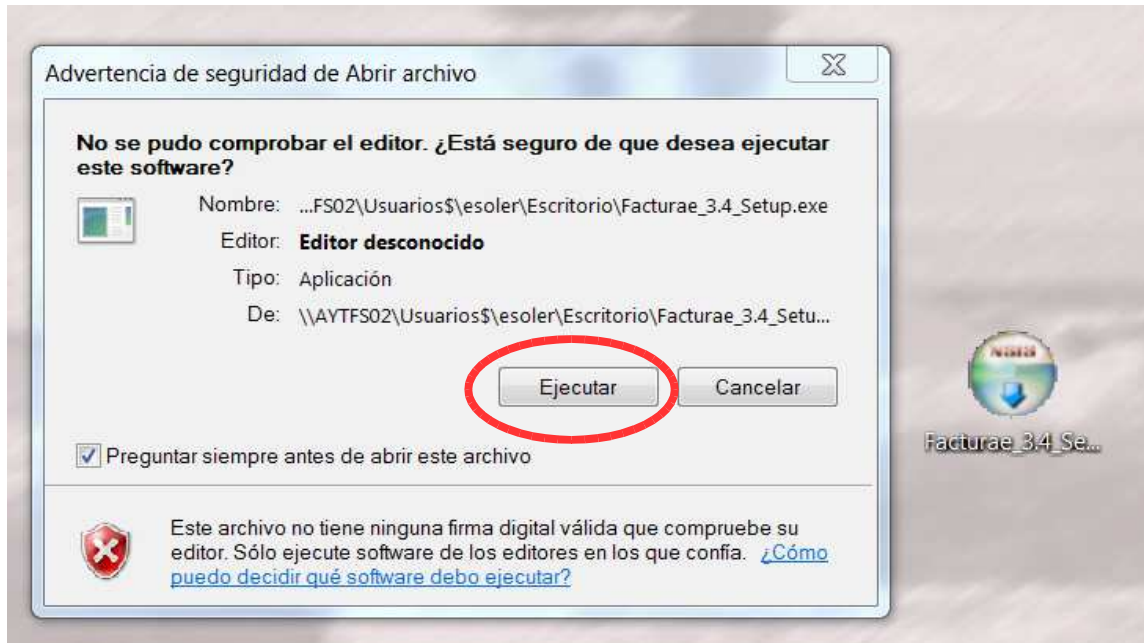 Advertencia de seguridad de Abrir archivo
No se pudo comprobar el editor. ¿Está seguro de que desea ejecutar
este software?
Nombre: ...FS02\Usuarios$\esoler\Escritorio\Facturae_3.4_Setup.exe
Editor: Editor desconocido
Tipo: Aplicación
De: \\AYTFS02\Usuarios$\esoler\Escritorio\Facturae_3.4_Setu...
Ejecutar Cancelar
NSIS
Facturae_3.4_Se...
Preguntar siempre antes de abrir este archivo
Este archivo no tiene ninguna firma digital válida que compruebe su
editor. Sólo ejecute software de los editores en los que confía. ¿Cómo
puedo decidir qué software debo ejecutar?